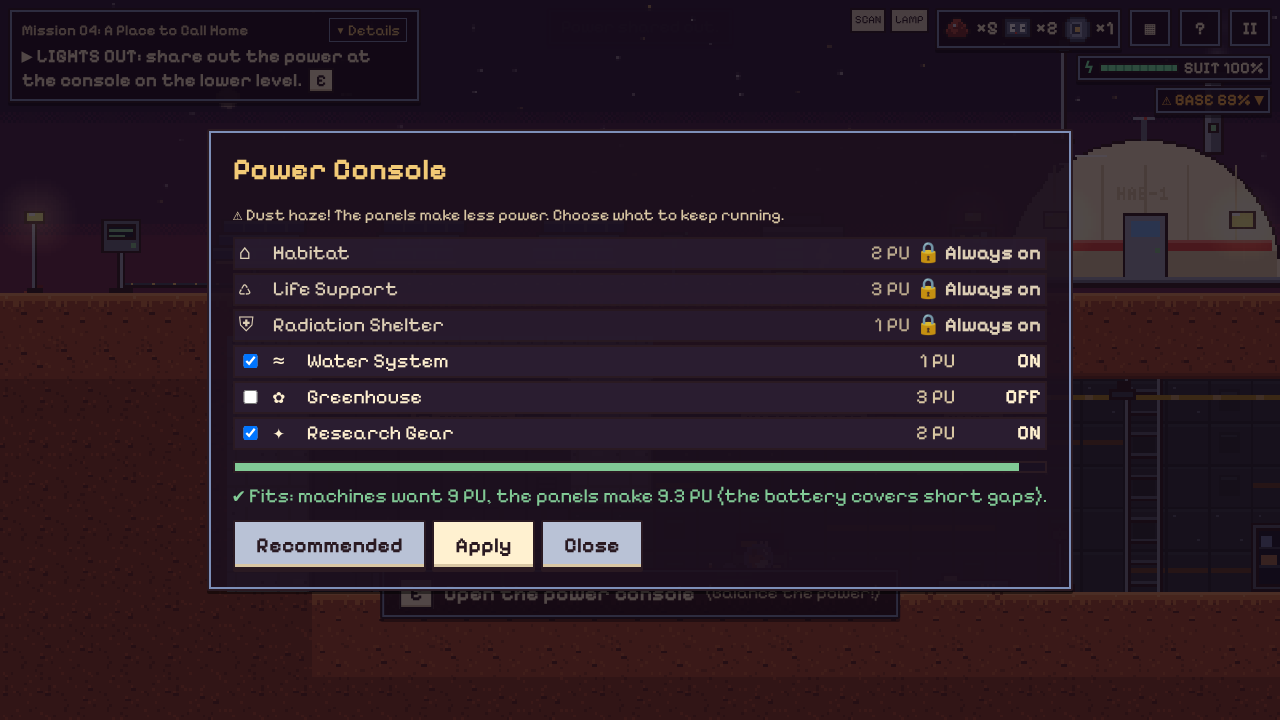 Mission 04: A Place to Call Home
▾ Details
▶ LIGHTS OUT: share out the power at
the console on the lower level. E
SCAN LAMP
×8 ×2 ×1
? II
SUIT 100%
⚠ BASE 69% ▼
HAB-1
Power Console
⚠ Dust haze! The panels make less power. Choose what to keep running.
Habitat 2 PU 🔒 Always on
Life Support 3 PU 🔒 Always on
Radiation Shelter 1 PU 🔒 Always on
Water System 1 PU ON
Greenhouse 3 PU OFF
Research Gear 2 PU ON
✔ Fits: machines want 9 PU, the panels make 9.3 PU (the battery covers short gaps).
Recommended Apply Close
E Open the power console (balance the power!)